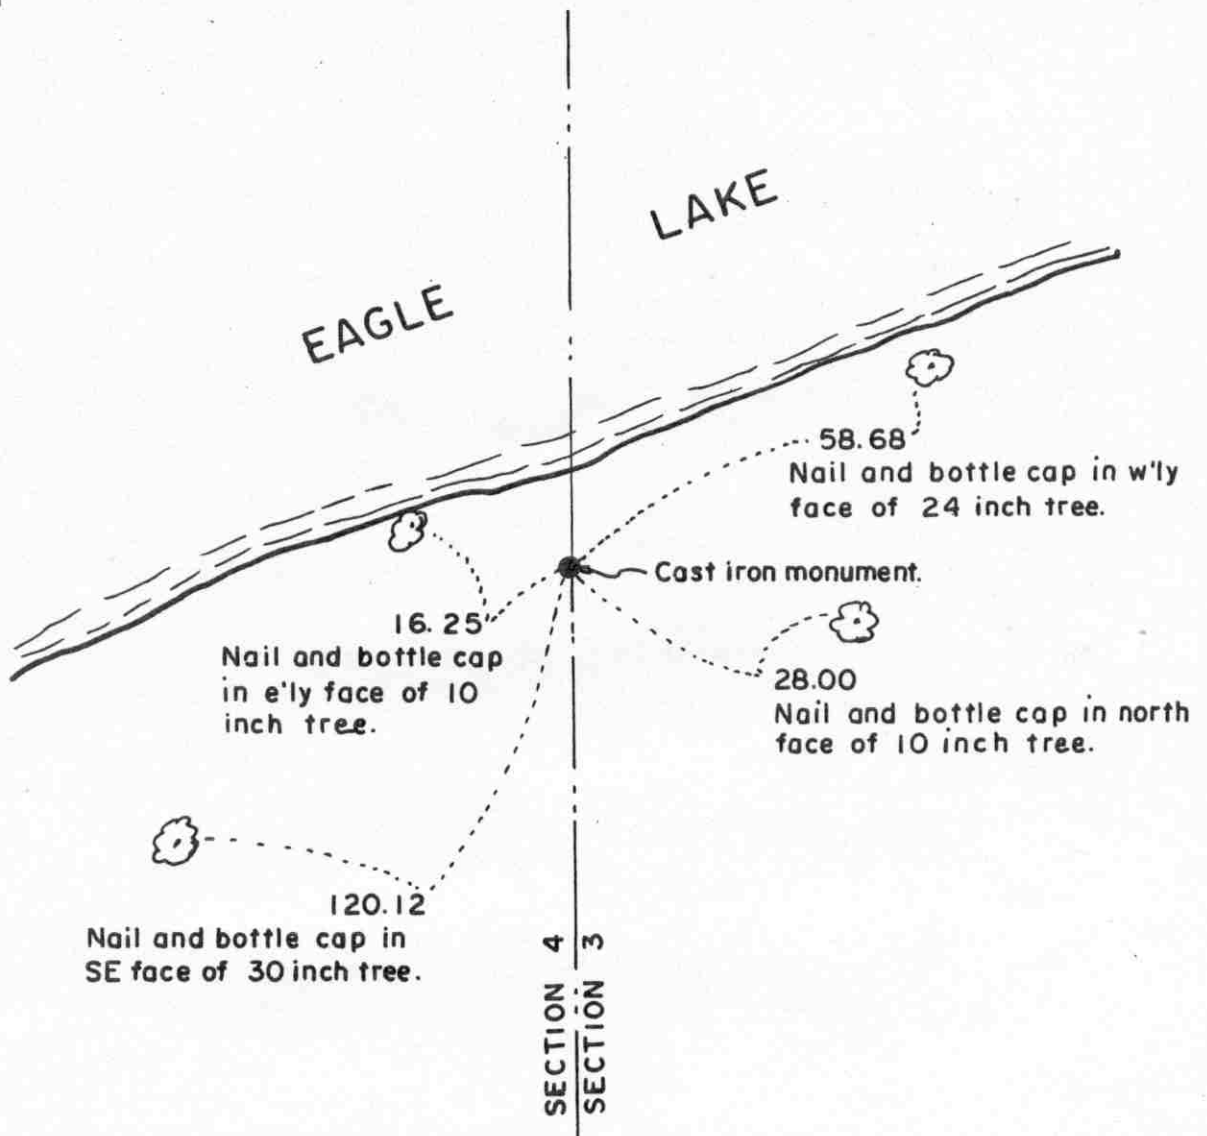 LAKE
EAGLE
58.68
Nail and bottle cap in w'ly
face of 24 inch tree.
Cast iron monument.
16.25
Nail and bottle cap
in e'ly face of 10
inch tree.
28.00
Nail and bottle cap in north
face of 10 inch tree.
120.12
Nail and bottle cap in
SE face of 30 inch tree.
SECTION 4
SECTION 3